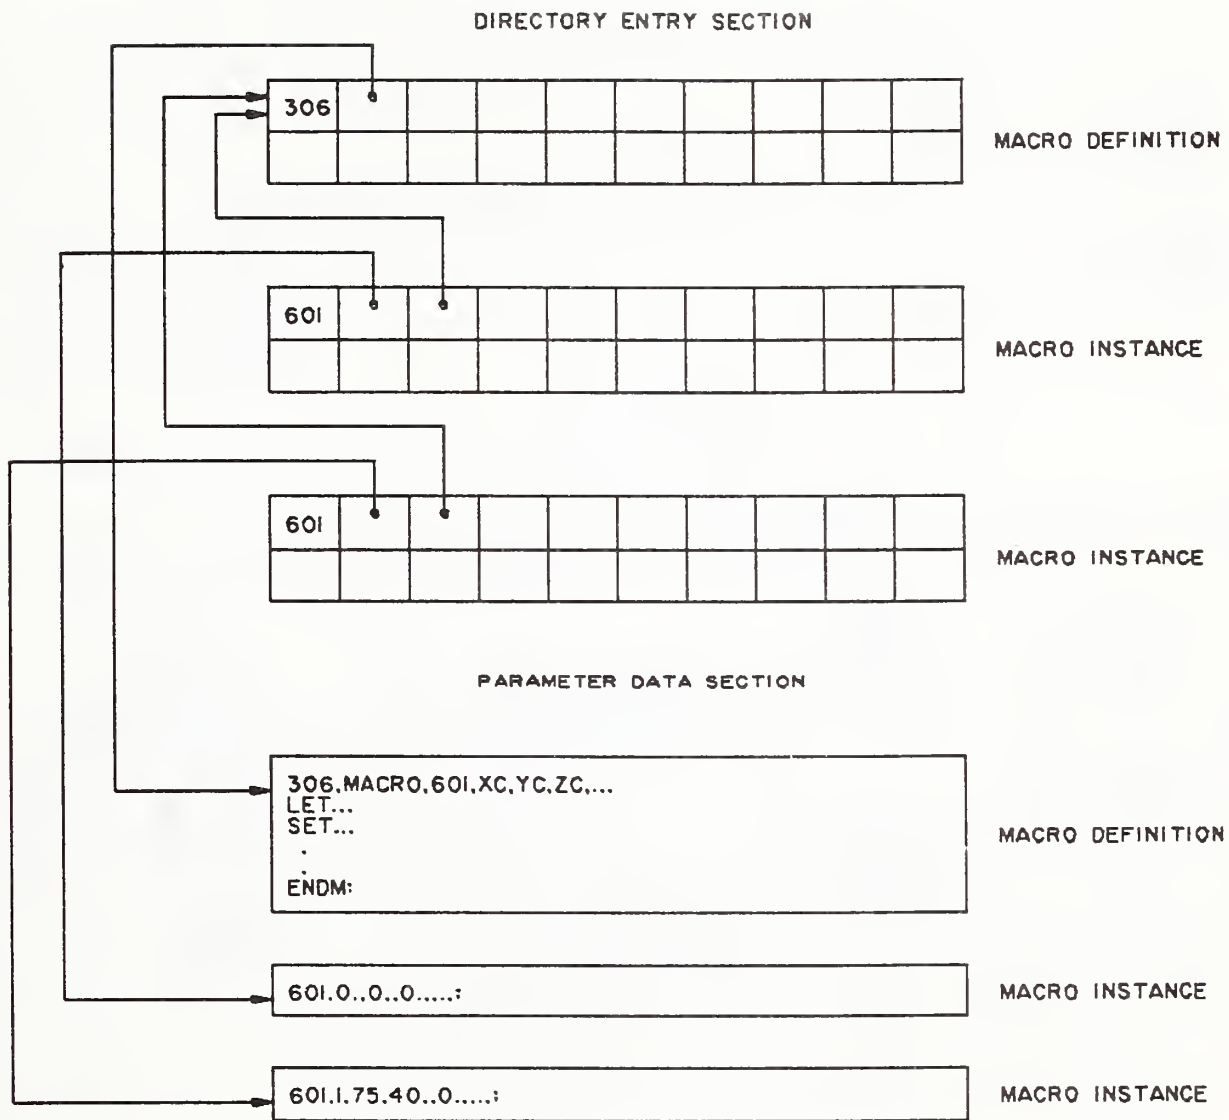 DIRECTORY ENTRY SECTION
306
MACRO DEFINITION
601
MACRO INSTANCE
601
MACRO INSTANCE
PARAMETER DATA SECTION
306,MACRO,601,XC,YC,ZC,...
LET...
SET...
.
.
ENDM:
MACRO DEFINITION
601.0..0..0.....:
MACRO INSTANCE
601.1.75.40..0.....:
MACRO INSTANCE